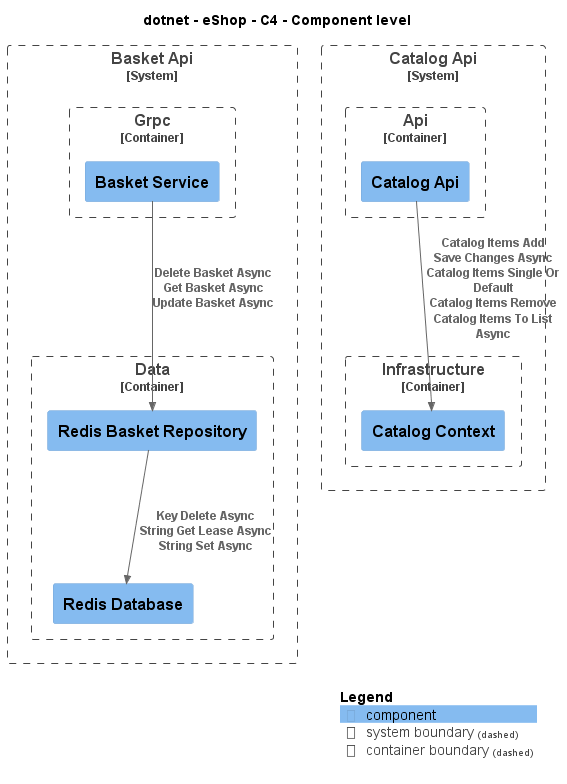 dotnet - eShop - C4 - Component level
Basket Api
[System]
Grpc
[Container]
Basket Service
Delete Basket Async
Get Basket Async
Update Basket Async
Data
[Container]
Redis Basket Repository
Key Delete Async
String Get Lease Async
String Set Async
Redis Database
Catalog Api
[System]
Api
[Container]
Catalog Api
Catalog Items Add
Save Changes Async
Catalog Items Single Or
Default
Catalog Items Remove
Catalog Items To List
Async
Infrastructure
[Container]
Catalog Context
Legend
component
system boundary (dashed)
container boundary (dashed)